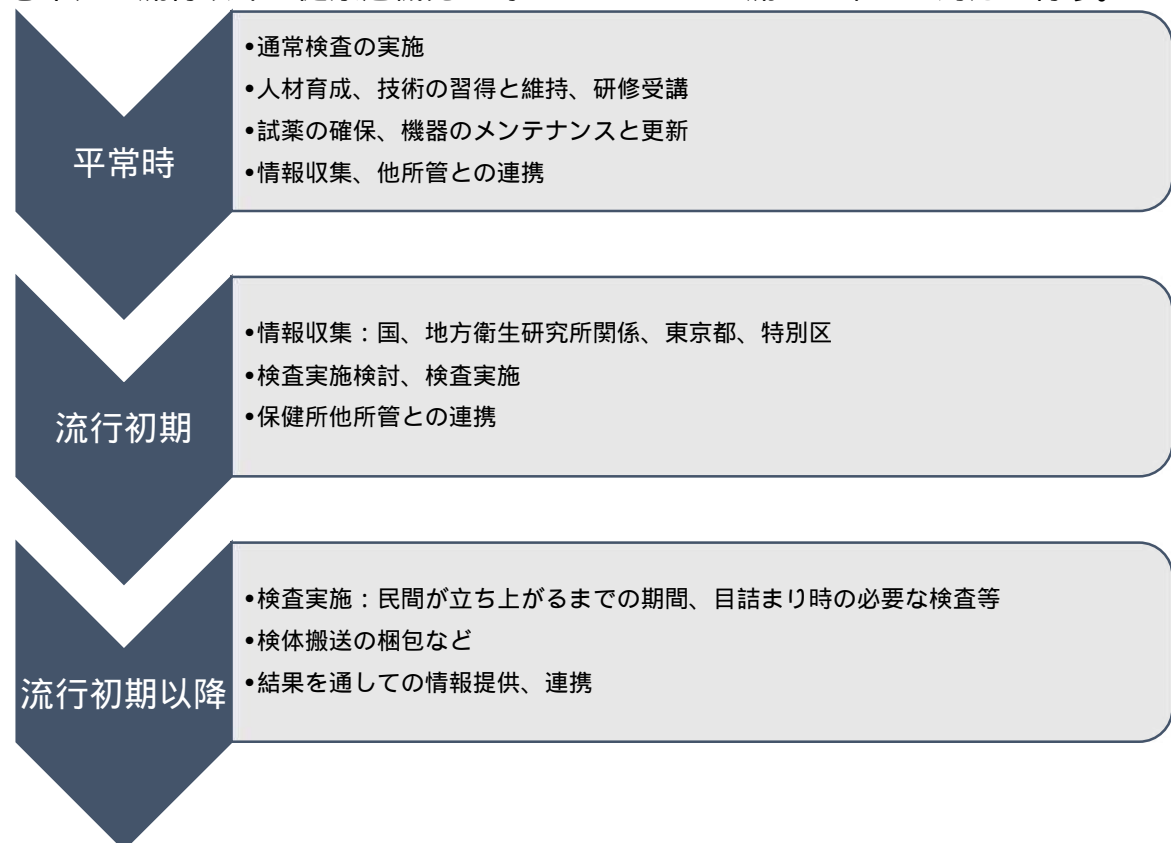 平常時
•通常検査の実施
•人材育成、技術の習得と維持、研修受講
•試薬の確保、機器のメンテナンスと更新
•情報収集、他所管との連携
流行初期
•情報収集：国、地方衛生研究所関係、東京都、特別区
•検査実施検討、検査実施
•保健所他所管との連携
流行初期以降
•検査実施：民間が立ち上がるまでの期間、目詰まり時の必要な検査等
•検体搬送の梱包など
•結果を通しての情報提供、連携